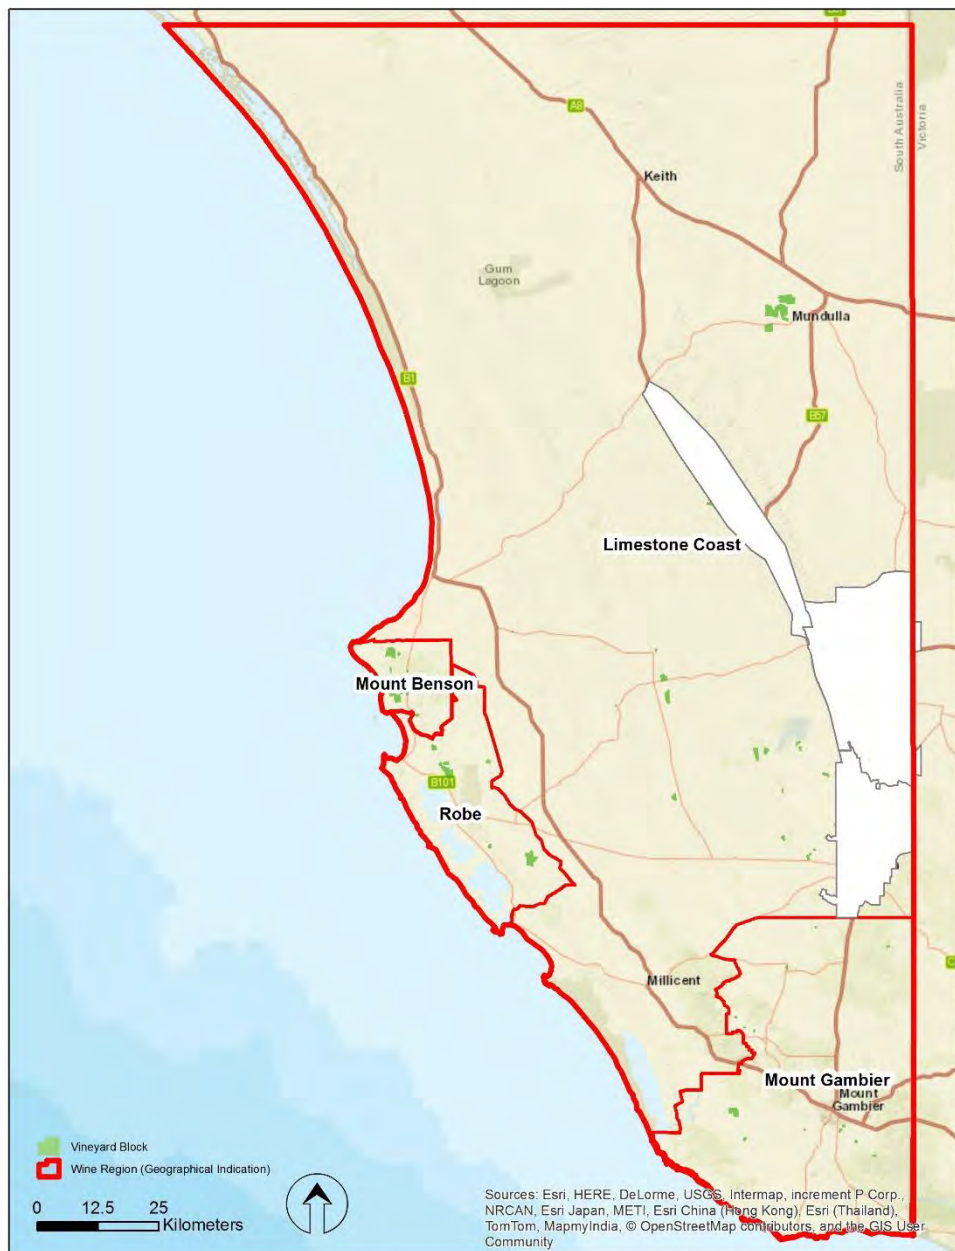 A8
South Australia
Victoria
Keith
Gum
Lagoon
Mundulla
B1
B57
Limestone Coast
Mount Benson
B101
Robe
Millicent
Mount Gambier
Mount
Gambier
Vineyard Block
Wine Region (Geographical Indication)
0 12.5 25
Kilometers
Sources: Esri, HERE, DeLorme, USGS, Intermap, increment P Corp.,
NRCAN, Esri Japan, METI, Esri China (Hong Kong), Esri (Thailand),
TomTom, MapmyIndia, © OpenStreetMap contributors, and the GIS User
Community